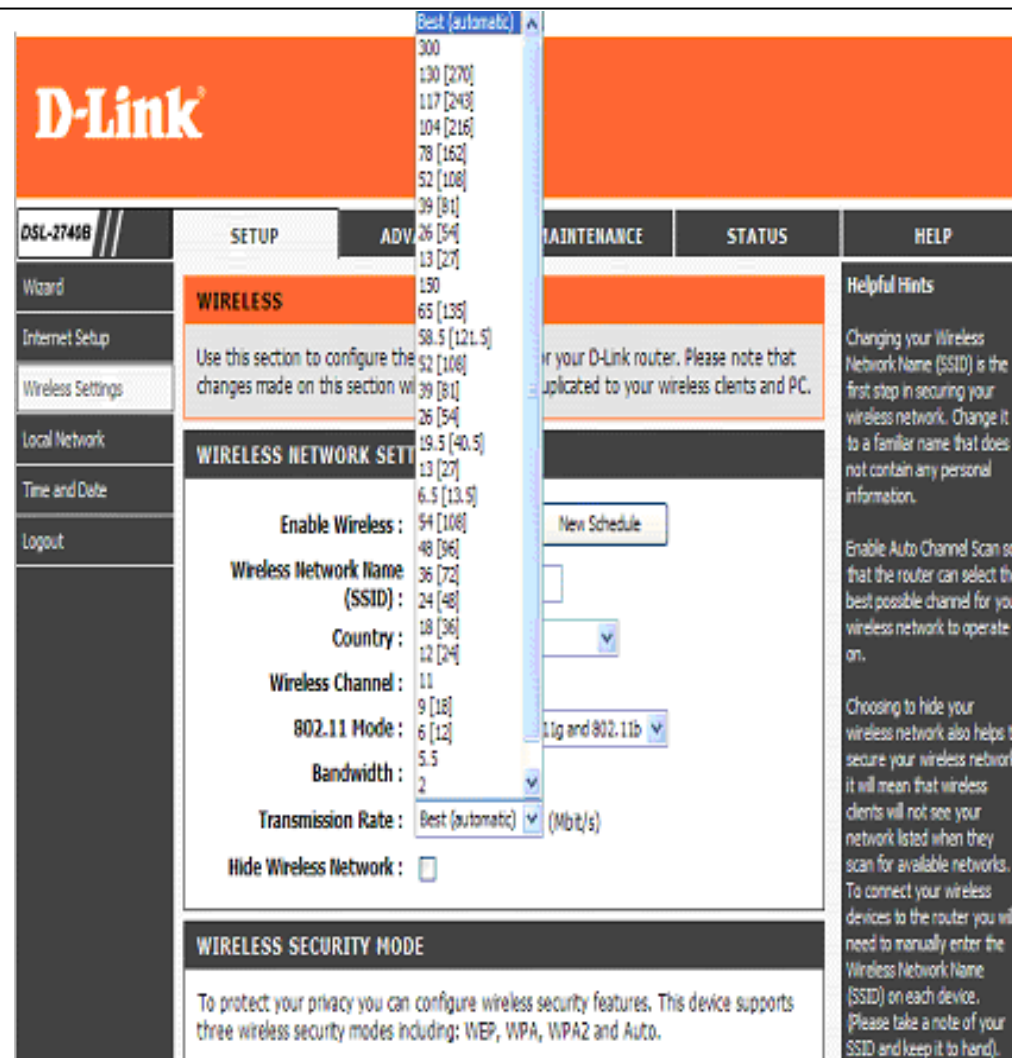 D-Link
DSL-2740B
SETUP
ADV
MAINTENANCE
STATUS
HELP
Wizard
Internet Setup
Wireless Settings
Local Network
Time and Date
Logout
Best (automatic)
300
130 [270]
117 [243]
104 [216]
78 [162]
52 [108]
39 [81]
26 [54]
13 [27]
150
65 [135]
58.5 [121.5]
52 [108]
39 [81]
26 [54]
19.5 [40.5]
13 [27]
6.5 [13.5]
54 [108]
48 [96]
36 [72]
24 [48]
18 [36]
12 [24]
11
9 [18]
6 [12]
5.5
2
WIRELESS
Use this section to configure the or your D-Link router. Please note that
changes made on this section wi uplicated to your wireless clients and PC.
WIRELESS NETWORK SETT
Enable Wireless :
New Schedule
Wireless Network Name
(SSID) :
Country :
Wireless Channel :
802.11 Mode : 11g and 802.11b
Bandwidth :
Transmission Rate : Best (automatic) (Mbit/s)
Hide Wireless Network :
WIRELESS SECURITY MODE
To protect your privacy you can configure wireless security features. This device supports
three wireless security modes including: WEP, WPA, WPA2 and Auto.
Helpful Hints
Changing your Wireless
Network Name (SSID) is the
first step in securing your
wireless network. Change it
to a familiar name that does
not contain any personal
information.
Enable Auto Channel Scan so
that the router can select the
best possible channel for you
wireless network to operate
on.
Choosing to hide your
wireless network also helps t
secure your wireless network
it will mean that wireless
clients will not see your
network listed when they
scan for available networks.
To connect your wireless
devices to the router you will
need to manually enter the
Wireless Network Name
(SSID) on each device.
(Please take a note of your
SSID and keep it to hand).